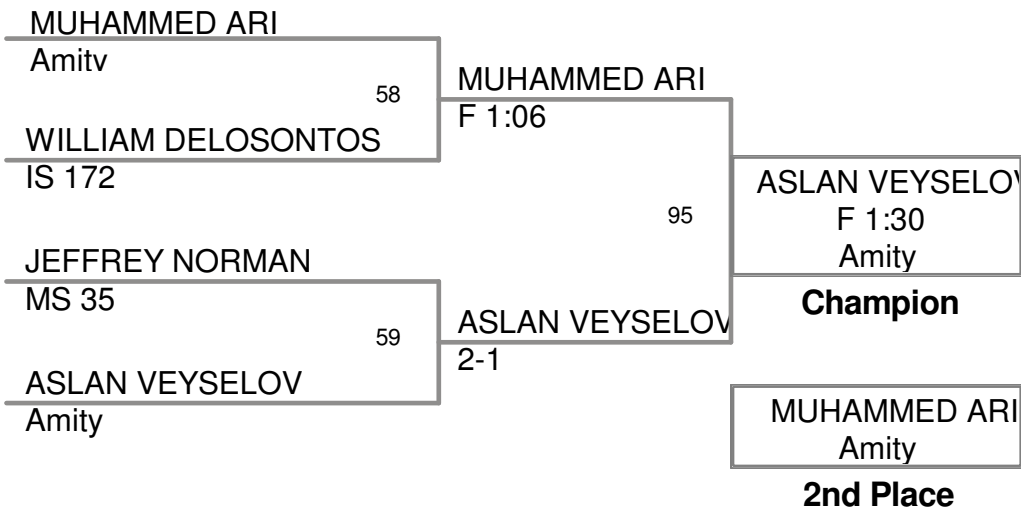 MUHAMMED ARI
Amity
58
WILLIAM DELOSONTOS
IS 172
MUHAMMED ARI
F 1:06
JEFFREY NORMAN
MS 35
59
ASLAN VEYSELOV
Amity
ASLAN VEYSELOV
2-1
95
ASLAN VEYSELOV
F 1:30
Amity
Champion
MUHAMMED ARI
Amity
2nd Place